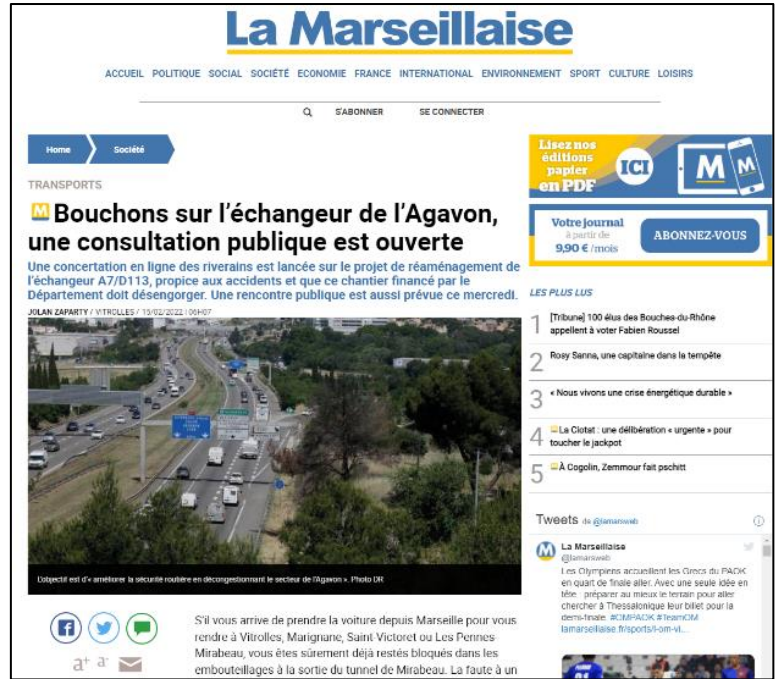 La Marseillaise
ACCUEIL POLITIQUE SOCIAL SOCIÉTÉ ECONOMIE FRANCE INTERNATIONAL ENVIRONNEMENT SPORT CULTURE LOISIRS
S'ABONNER SE CONNECTER
Home Société
TRANSPORTS
M Bouchons sur l'échangeur de l'Agavon,
une consultation publique est ouverte
Une concertation en ligne des riverains est lancée sur le projet de réaménagement de
l'échangeur A7/D113, propice aux accidents et que ce chantier financé par le
Département doit désengorger. Une rencontre publique est aussi prévue ce mercredi.
JOLAN ZAPARTY / VITROLLES / 15/02/2022 | 06H07
L'objectif est d'« améliorer la sécurité routière en décongestionnant le secteur de l'Agavon ». Photo DR
a+ a-
S'il vous arrive de prendre la voiture depuis Marseille pour vous
rendre à Vitrolles, Marignane, Saint-Victoret ou Les Pennes-
Mirabeau, vous êtes sûrement déjà restés bloqués dans les
embouteillages à la sortie du tunnel de Mirabeau. La faute à un
Lisez nos
éditions
papier
en PDF
ICI
M M
Votre journal
à partir de
9,90 € /mois
ABONNEZ-VOUS
LES PLUS LUS
1 [Tribune] 100 élus des Bouches-du-Rhône
appellent à voter Fabien Roussel
2 Rosy Sanna, une capitaine dans la tempête
3 « Nous vivons une crise énergétique durable »
4 La Ciotat : une délibération « urgente » pour
toucher le jackpot
5 À Cogolin, Zemmour fait pschitt
Tweets de @lamarsweb
La Marseillaise
@lamarsweb
Les Olympiens accueillent les Grecs du PAOK
en quart de finale aller. Avec une seule idée en
tête : préparer au mieux le terrain pour aller
chercher à Thessalonique leur billet pour la
demi-finale. #OMPAOK #TeamOM
lamarseillaise.fr/sports/l-om-vi...